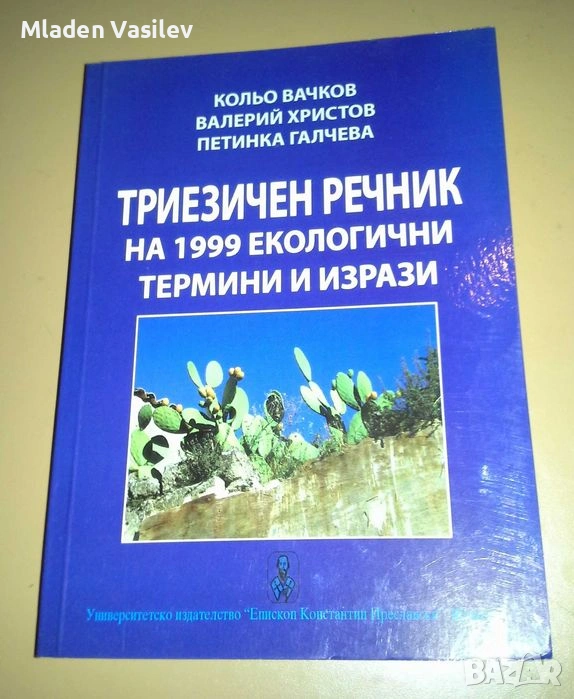 Mladen Vasilev
КОЛЬО ВАЧКОВ
ВАЛЕРИЙ ХРИСТОВ
ПЕТИНКА ГАЛЧЕВА
ТРИЕЗИЧЕН РЕЧНИК
НА 1999 ЕКОЛОГИЧНИ
ТЕРМИНИ И ИЗРАЗИ
Университетско издателство “Епископ Константин Преславски”
BAZAR